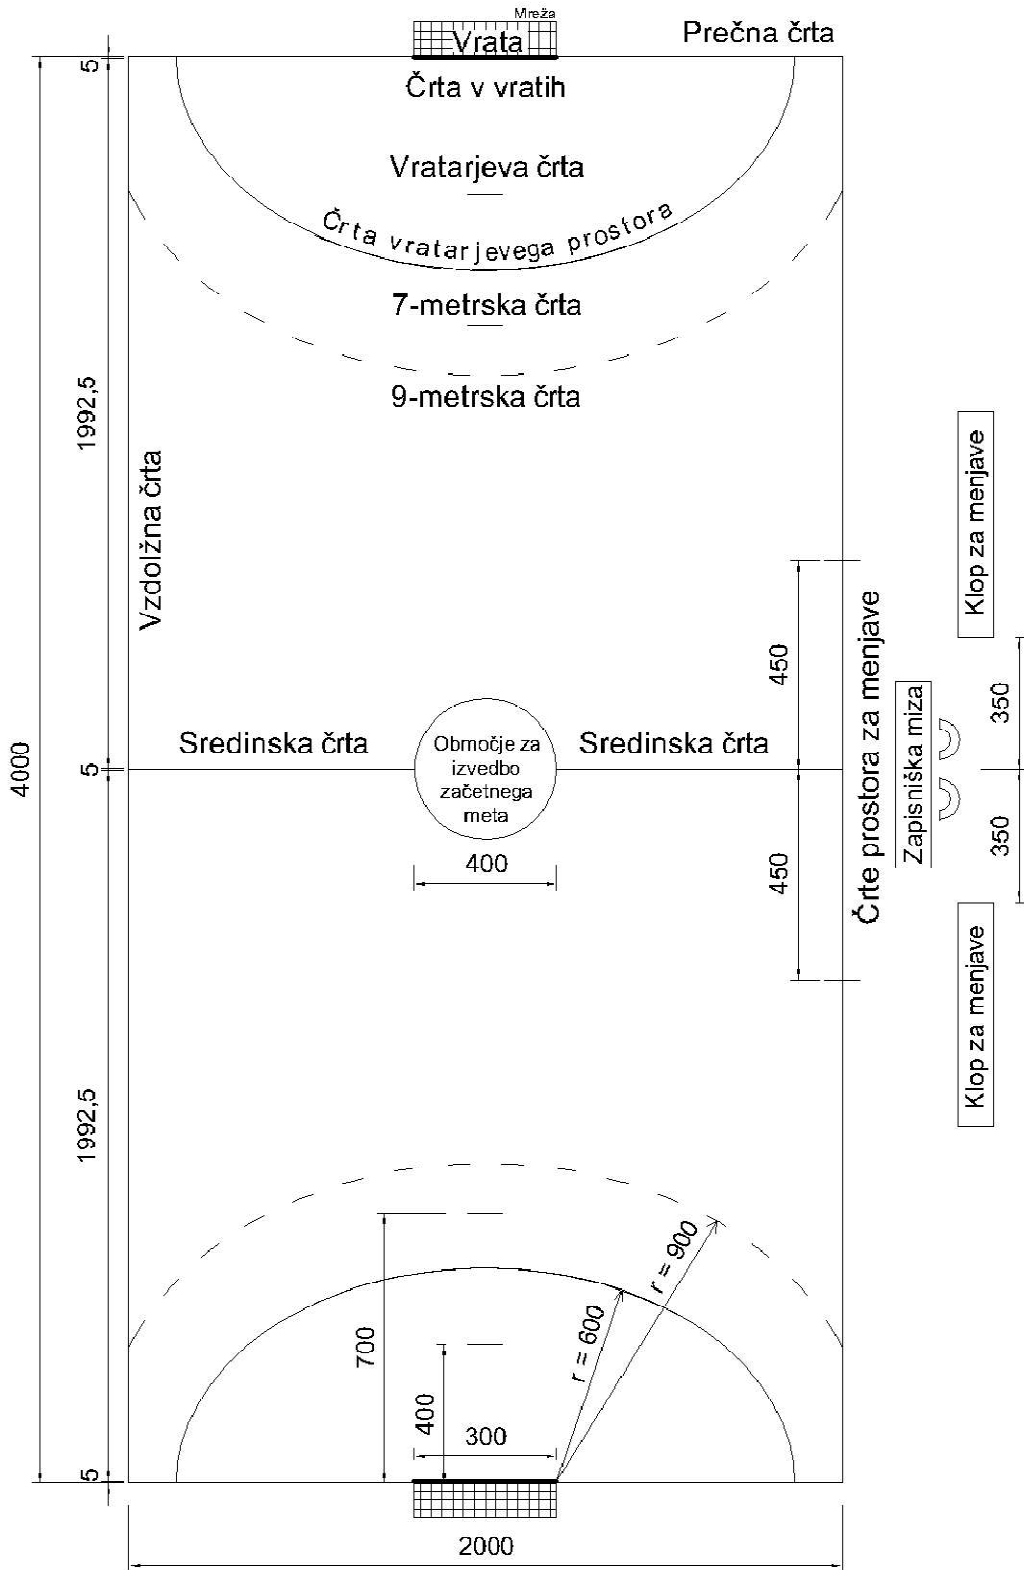 Mreža
Vrata
Prečna črta
5
Črta v vratih
Vratarjeva črta
Črta vratarjevega prostora
7-metrska črta
9-metrska črta
1992,5
Vzdolžna črta
Klop za menjave
450
Črte prostora za menjave
350
Zapisniška miza
4000
5
Sredinska črta
Območje za
izvedbo
začetnega
meta
Sredinska črta
400
450
350
Klop za menjave
1992,5
r = 900
r = 600
700
400
300
5
2000